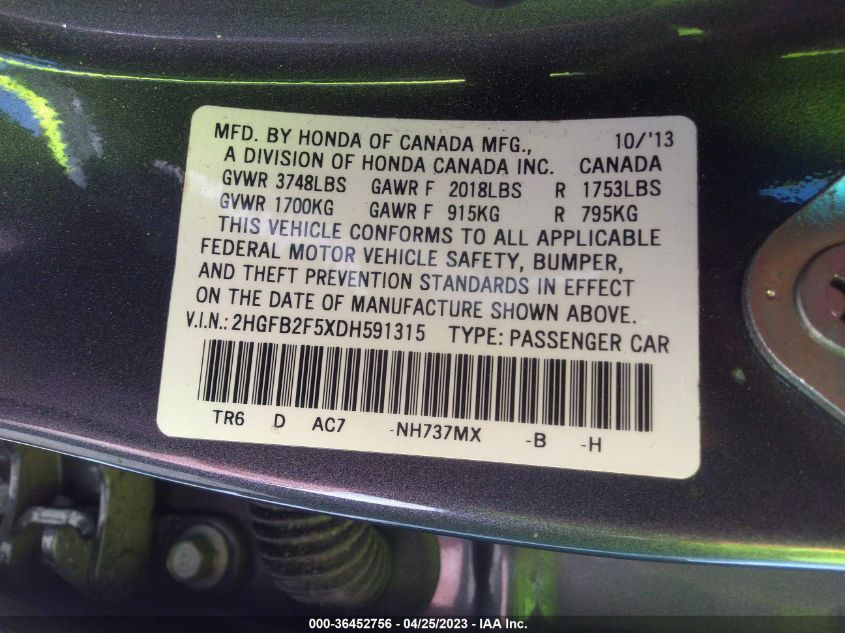 MFD. BY HONDA OF CANADA MFG., 10/'13
A DIVISION OF HONDA CANADA INC. CANADA
GVWR 3748LBS GAWR F 2018LBS R 1753LBS
GVWR 1700KG GAWR F 915KG R 795KG
THIS VEHICLE CONFORMS TO ALL APPLICABLE
FEDERAL MOTOR VEHICLE SAFETY, BUMPER,
AND THEFT PREVENTION STANDARDS IN EFFECT
ON THE DATE OF MANUFACTURE SHOWN ABOVE.
V.I.N.: 2HGFB2F5XDH591315 TYPE: PASSENGER CAR
TR6 D AC7 -NH737MX -B -H
000-36452756 - 04/25/2023 - IAA Inc.